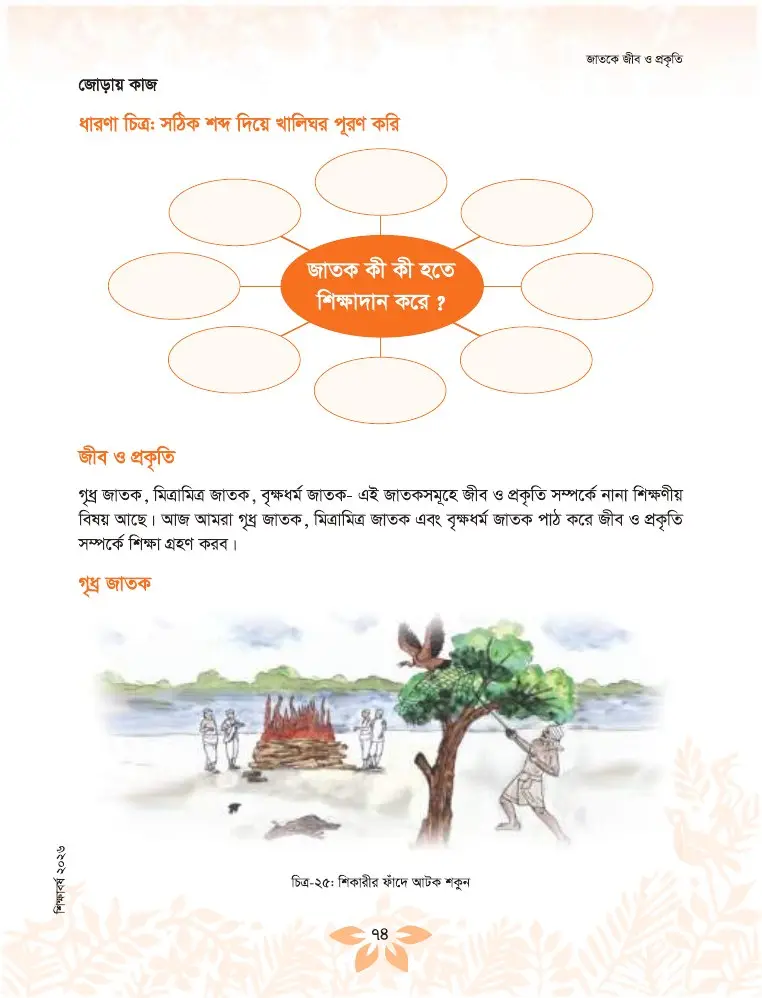 জাতকে জীব ও প্রকৃতি
জোড়ায় কাজ
ধারণা চিত্র: সঠিক শব্দ দিয়ে খালিঘর পূরণ করি
জাতক কী কী হতে
শিক্ষাদান করে ?
জীব ও প্রকৃতি
গৃধ্র জাতক, মিত্রামিত্র জাতক, বৃক্ষধর্ম জাতক- এই জাতকসমূহে জীব ও প্রকৃতি সম্পর্কে নানা শিক্ষণীয়
বিষয় আছে। আজ আমরা গৃধ্র জাতক, মিত্রামিত্র জাতক এবং বৃক্ষধর্ম জাতক পাঠ করে জীব ও প্রকৃতি
সম্পর্কে শিক্ষা গ্রহণ করব।
গৃধ্র জাতক
চিত্র-২৫: শিকারীর ফাঁদে আটক শকুন
শিক্ষাবর্ষ ২০২৬
৭৪